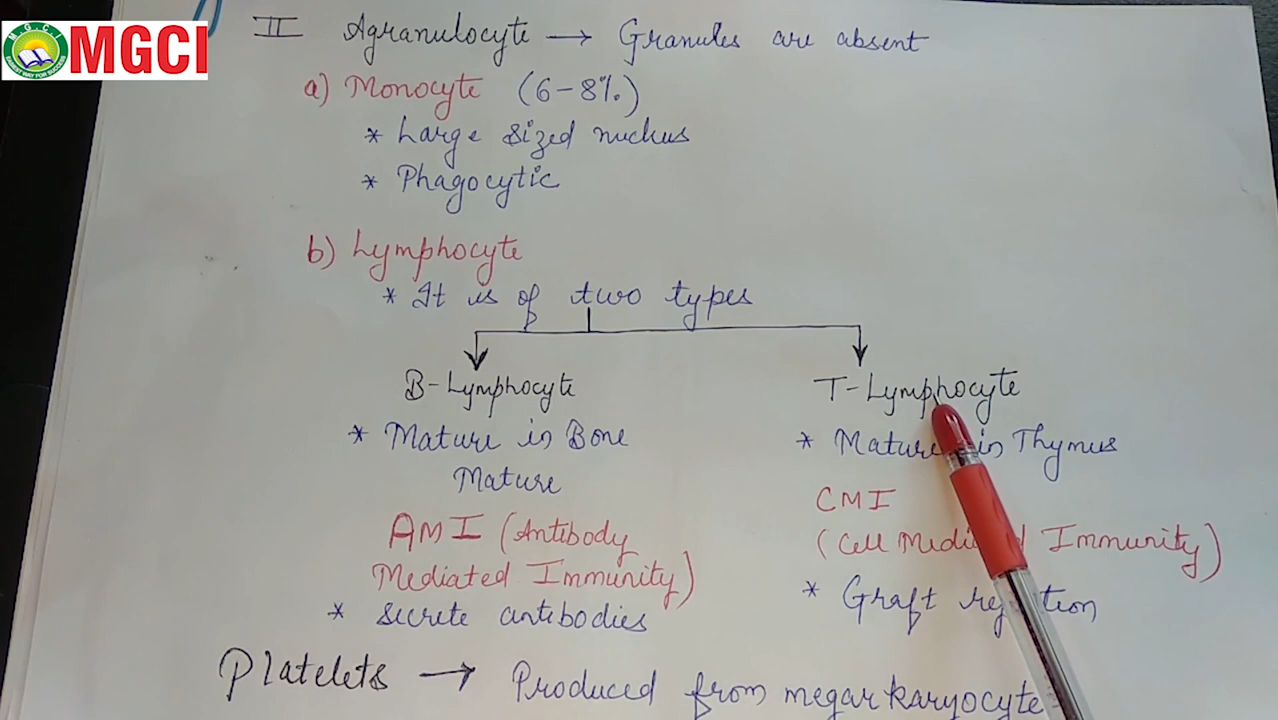 M.G.C.I
MGCI
II Agranulocyte → Granules are absent
a) Monocyte (6-8%)
* Large sized nucleus
* Phagocytic
b) Lymphocyte
* It is of two types
B-Lymphocyte
* Mature in Bone
Mature
AMI (Antibody
Mediated Immunity)
* Secrete antibodies
T-Lymphocyte
* Mature in Thymus
CMI
(Cell Mediated Immunity)
* Graft rejection
Platelets → Produced from megarkaryocyte